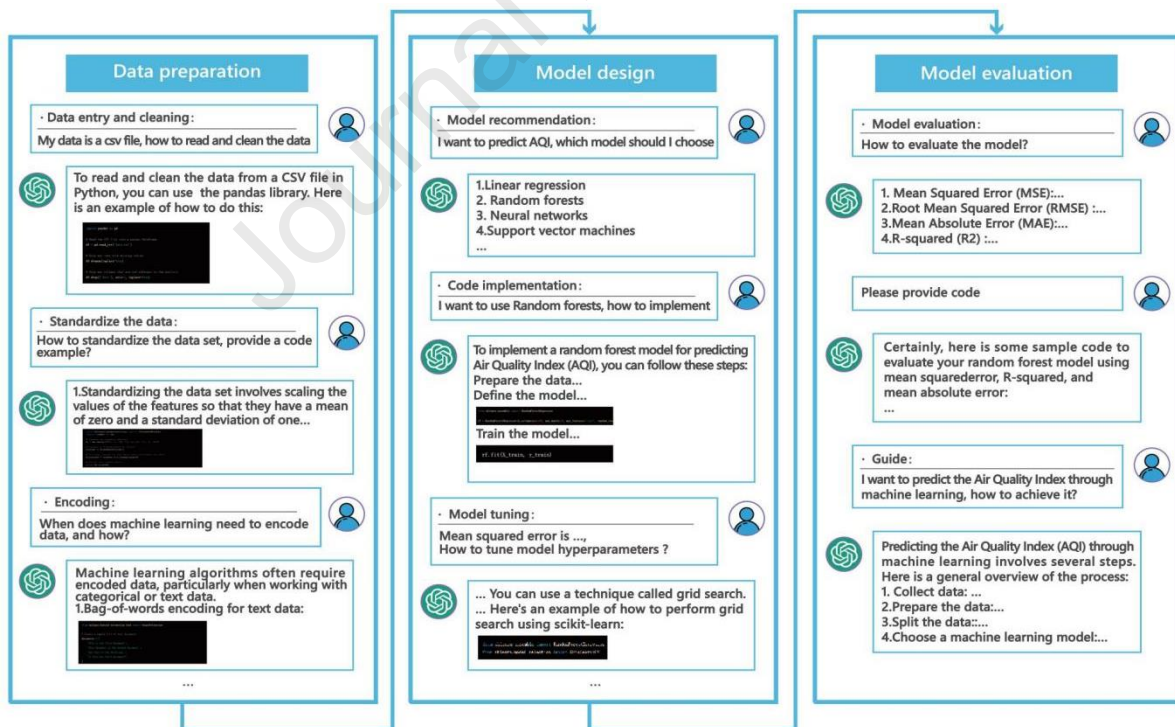 Journal
Data preparation
· Data entry and cleaning:
My data is a csv file, how to read and clean the data
To read and clean the data from a CSV file in
Python, you can use the pandas library. Here
is an example of how to do this:
· Standardize the data:
How to standardize the data set, provide a code
example?
1.Standardizing the data set involves scaling the
values of the features so that they have a mean
of zero and a standard deviation of one...
· Encoding:
When does machine learning need to encode
data, and how?
Machine learning algorithms often require
encoded data, particularly when working with
categorical or text data.
1.Bag-of-words encoding for text data:
...
Model design
· Model recommendation:
I want to predict AQI, which model should I choose
1.Linear regression
2. Random forests
3. Neural networks
4.Support vector machines
...
· Code implementation:
I want to use Random forests, how to implement
To implement a random forest model for predicting
Air Quality Index (AQI), you can follow these steps:
Prepare the data...
Define the model...
Train the model...
· Model tuning:
Mean squared error is ...,
How to tune model hyperparameters ?
... You can use a technique called grid search.
... Here's an example of how to perform grid
search using scikit-learn:
...
Model evaluation
· Model evaluation:
How to evaluate the model?
1. Mean Squared Error (MSE):...
2.Root Mean Squared Error (RMSE) :...
3.Mean Absolute Error (MAE):...
4.R-squared (R2) :...
Please provide code
Certainly, here is some sample code to
evaluate your random forest model using
mean squarederror, R-squared, and
mean absolute error:
...
· Guide:
I want to predict the Air Quality Index through
machine learning, how to achieve it?
Predicting the Air Quality Index (AQI) through
machine learning involves several steps.
Here is a general overview of the process:
1. Collect data:...
2.Prepare the data:...
3.Split the data::...
4.Choose a machine learning model:...